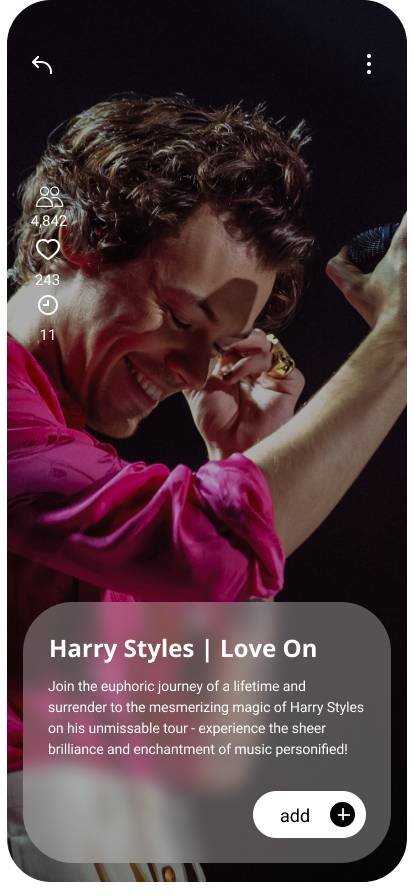 4,842
243
11
Harry Styles | Love On
Join the euphoric journey of a lifetime and
surrender to the mesmerizing magic of Harry Styles
on his unmissable tour - experience the sheer
brilliance and enchantment of music personified!
add